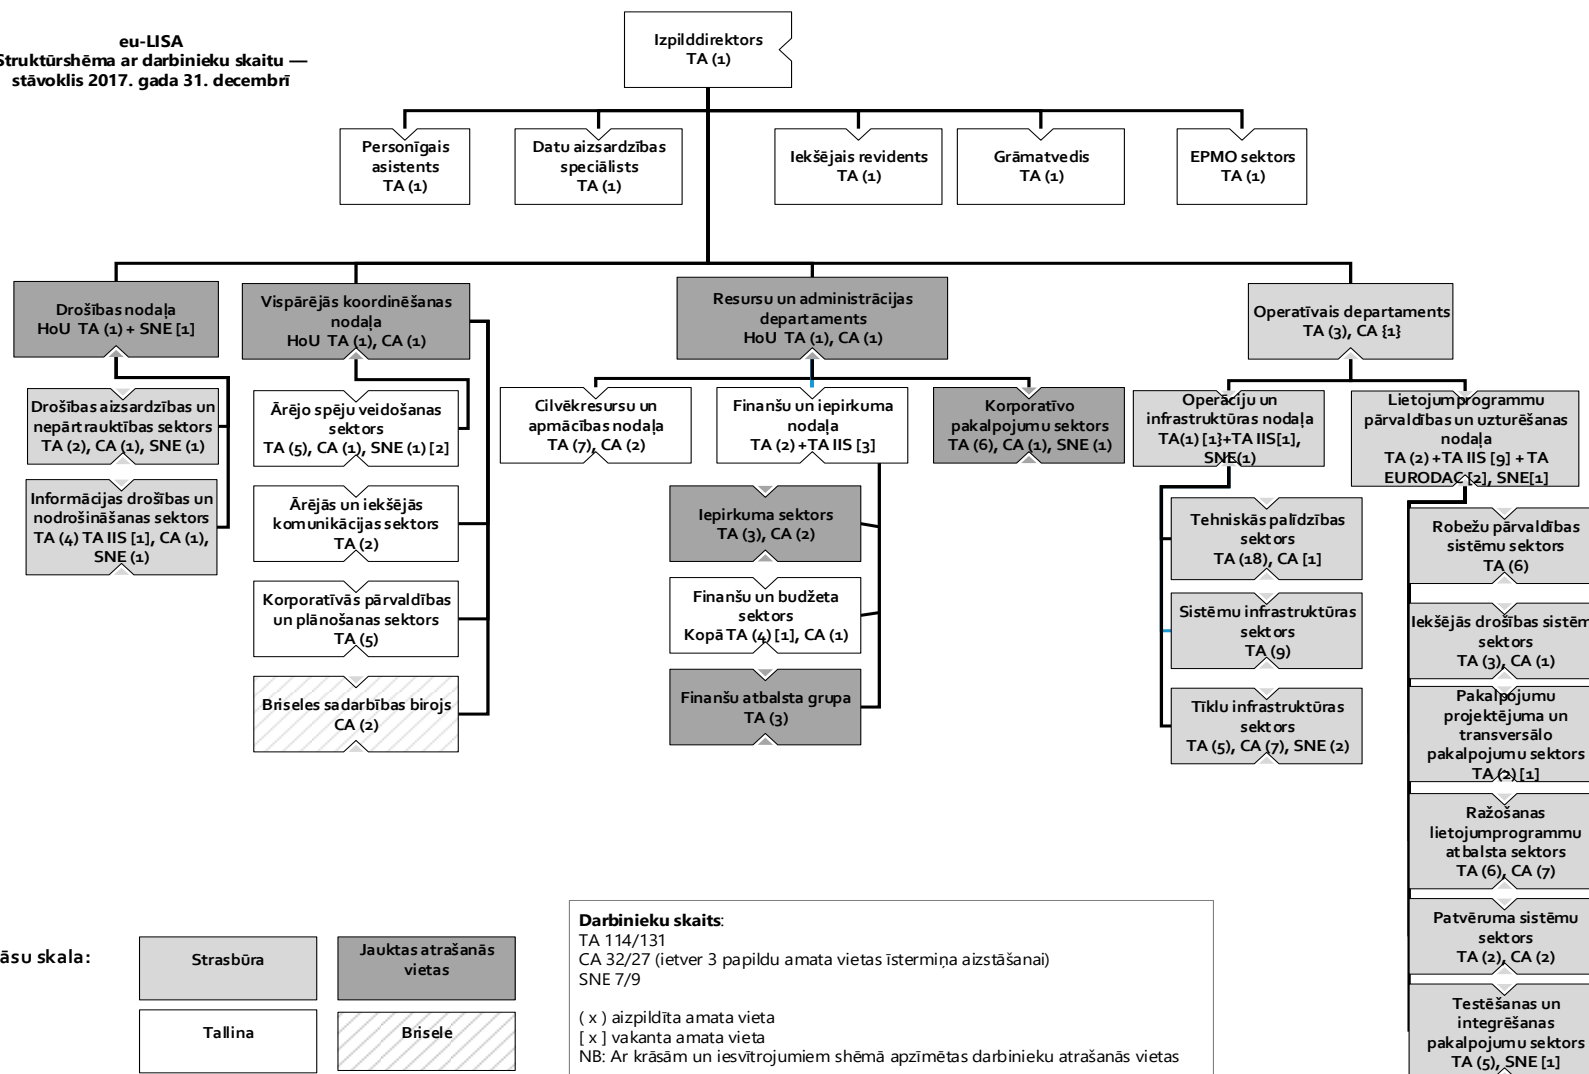 eu-LISA
Struktūrshēma ar darbinieku skaitu —
stāvoklis 2017. gada 31. decembrī
Izpilddirektors
TA (1)
Personīgais
asistents
TA (1)
Datu aizsardzības
speciālists
TA (1)
Iekšējais revidents
TA (1)
Grāmatvedis
TA (1)
EPMO sektors
TA (1)
Drošības nodaļa
HoU TA (1) + SNE [1]
Vispārējās koordinēšanas
nodaļa
HoU TA (1), CA (1)
Resursu un administrācijas
departaments
HoU TA (1), CA (1)
Operatīvais departaments
TA (3), CA {1}
Drošības aizsardzības un
nepārtrauktības sektors
TA (2), CA (1), SNE (1)
Informācijas drošības un
nodrošināšanas sektors
TA (4) TA IIS [1], CA (1),
SNE (1)
Ārējo spēju veidošanas
sektors
TA (5), CA (1), SNE (1) [2]
Ārējās un iekšējās
komunikācijas sektors
TA (2)
Korporatīvās pārvaldības
un plānošanas sektors
TA (5)
Briseles sadarbības birojs
CA (2)
Cilvēkresursu un
apmācības nodaļa
TA (7), CA (2)
Finanšu un iepirkuma
nodaļa
TA (2) +TA IIS [3]
Korporatīvo
pakalpojumu sektors
TA (6), CA (1), SNE (1)
Iepirkuma sektors
TA (3), CA (2)
Finanšu un budžeta
sektors
Kopā TA (4) [1], CA (1)
Finanšu atbalsta grupa
TA (3)
Operāciju un
infrastruktūras nodaļa
TA(1) [1}+TA IIS[1],
SNE(1)
Tehniskās palīdzības
sektors
TA (18), CA [1]
Sistēmu infrastruktūras
sektors
TA (9)
Tīklu infrastruktūras
sektors
TA (5), CA (7), SNE (2)
Lietojumprogrammu
pārvaldības un uzturēšanas
nodaļa
TA (2) +TA IIS [9] + TA
EURODAC [2], SNE[1]
Robežu pārvaldības
sistēmu sektors
TA (6)
Iekšējās drošības sistēm
sektors
TA (3), CA (1)
Pakalpojumu
projektējuma un
transversālo
pakalpojumu sektors
TA (2) [1]
Ražošanas
lietojumprogrammu
atbalsta sektors
TA (6), CA (7)
Patvēruma sistēmu
sektors
TA (2), CA (2)
Testēšanas un
integrēšanas
pakalpojumu sektors
TA (5), SNE [1]
āsu skala:
Strasbūra
Jauktas atrašanās
vietas
Tallina
Brisele
Darbinieku skaits:
TA 114/131
CA 32/27 (ietver 3 papildu amata vietas īstermiņa aizstāšanai)
SNE 7/9
( x ) aizpildīta amata vieta
[ x ] vakanta amata vieta
NB: Ar krāsām un iesvītrojumiem shēmā apzīmētas darbinieku atrašanās vietas